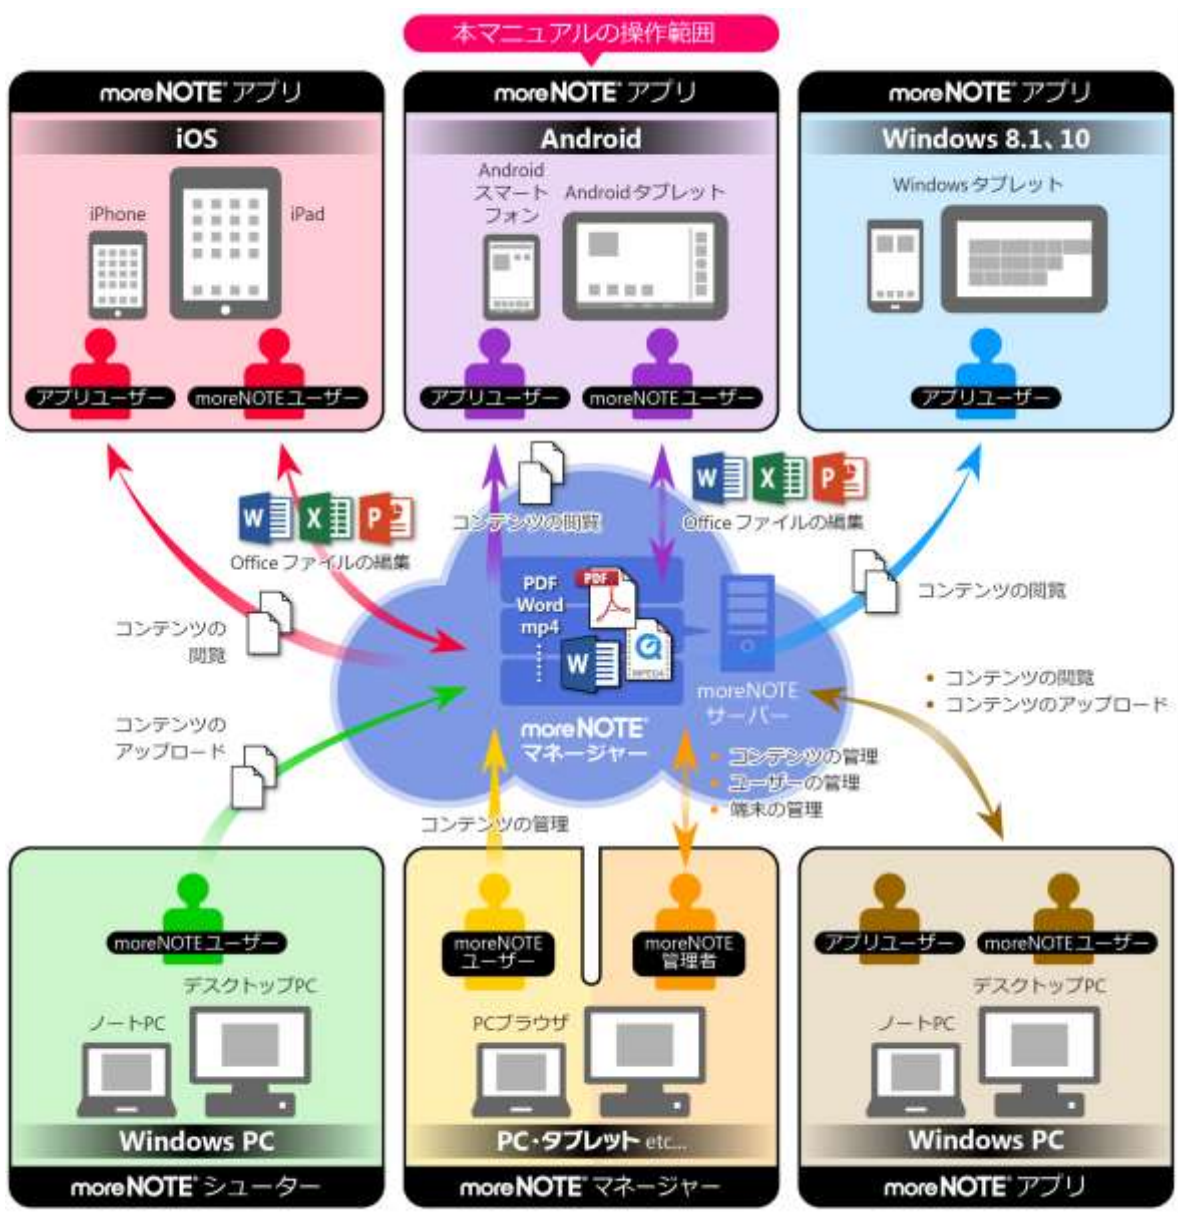 本マニュアルの操作範囲
moreNOTE アプリ
iOS
iPhone
iPad
アプリユーザー
moreNOTEユーザー
moreNOTE アプリ
Android
Android
スマート
フォン
Androidタブレット
アプリユーザー
moreNOTEユーザー
moreNOTE アプリ
Windows 8.1、10
Windowsタブレット
アプリユーザー
W
X
P
Officeファイルの編集
コンテンツの閲覧
W
X
P
Officeファイルの編集
コンテンツの
閲覧
コンテンツの閲覧
PDF
Word
mp4
PDF
W
MPEG4
moreNOTE
マネージャー
moreNOTE
サーバー
コンテンツの
アップロード
• コンテンツの閲覧
• コンテンツのアップロード
• コンテンツの管理
• ユーザーの管理
• 端末の管理
コンテンツの管理
moreNOTEユーザー
デスクトップPC
ノートPC
Windows PC
moreNOTE シューター
moreNOTE
ユーザー
moreNOTE
管理者
PCブラウザ
PC・タブレット etc...
moreNOTE マネージャー
アプリユーザー
moreNOTEユーザー
デスクトップPC
ノートPC
Windows PC
moreNOTE アプリ